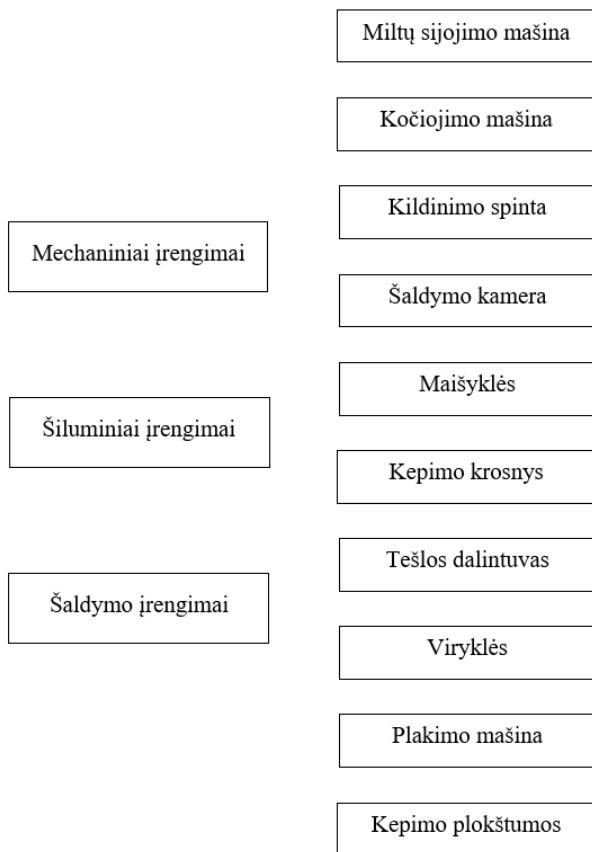 Miltų sijojimo mašina
Kočiojimo mašina
Kildinimo spinta
Mechaniniai įrengimai
Šaldymo kamera
Maišyklės
Šiluminiai įrengimai
Kepimo krosnys
Tešlos dalintuvas
Šaldymo įrengimai
Viryklės
Plakimo mašina
Kepimo plokštumos